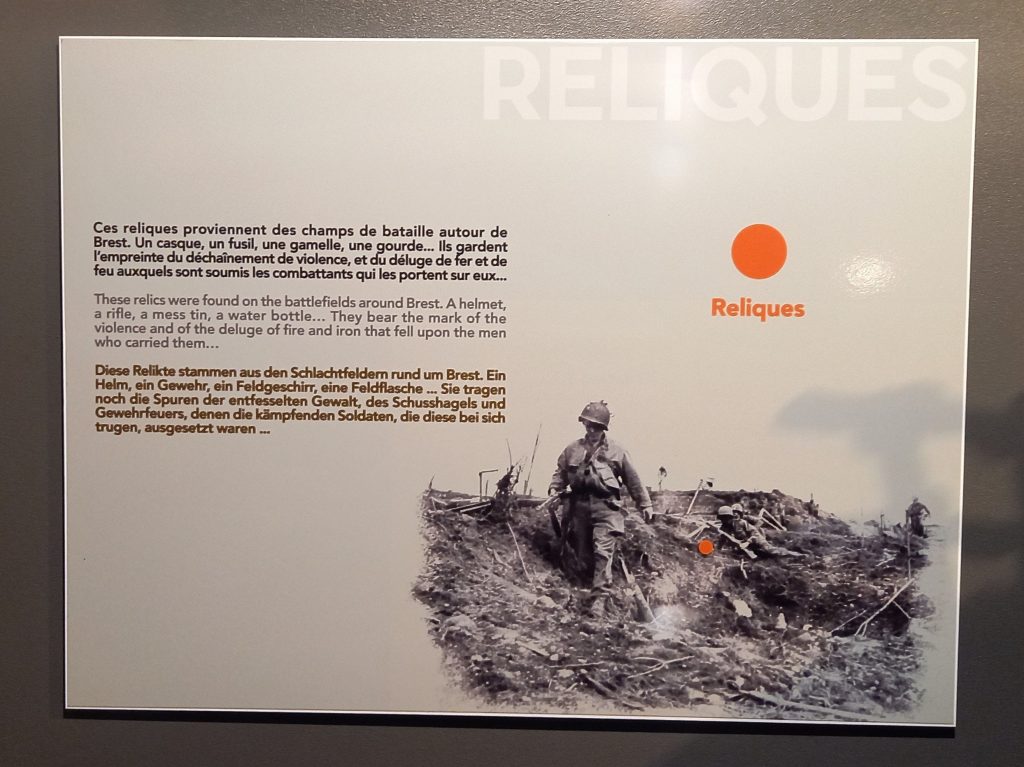 RELIQUES
Ces reliques proviennent des champs de bataille autour de
Brest. Un casque, un fusil, une gamelle, une gourde... Ils gardent
l'empreinte du déchaînement de violence, et du déluge de fer et de
feu auxquels sont soumis les combattants qui les portent sur eux...
These relics were found on the battlefields around Brest. A helmet,
a rifle, a mess tin, a water bottle... They bear the mark of the
violence and of the deluge of fire and iron that fell upon the men
who carried them...
Diese Relikte stammen aus den Schlachtfeldern rund um Brest. Ein
Helm, ein Gewehr, ein Feldgeschirr, eine Feldflasche ... Sie tragen
noch die Spuren der entfesselten Gewalt, des Schusshagels und
Gewehrfeuers, denen die kämpfenden Soldaten, die diese bei sich
trugen, ausgesetzt waren ...
Reliques